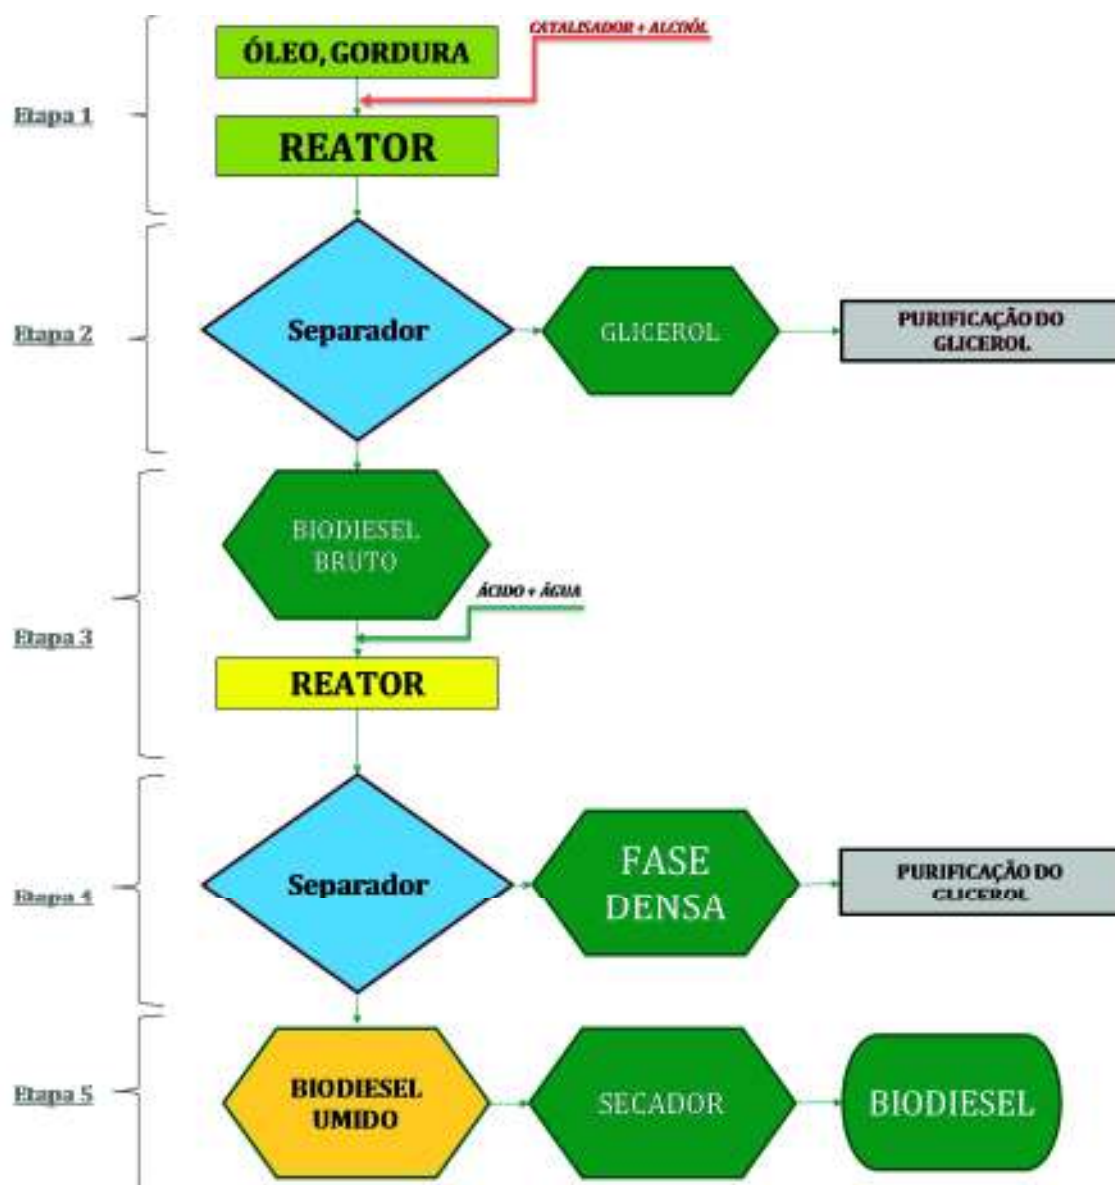 CATALISADOR + ALCOÓL
ÓLEO, GORDURA
Etapa 1
REATOR
Etapa 2
Separador
GLICEROL
PURIFICAÇÃO DO
GLICEROL
BIODIESEL
BRUTO
ÁCIDO + ÁGUA
Etapa 3
REATOR
Etapa 4
Separador
FASE
DENSA
PURIFICAÇÃO DO
GLICEROL
Etapa 5
BIODIESEL
UMIDO
SECADOR
BIODIESEL